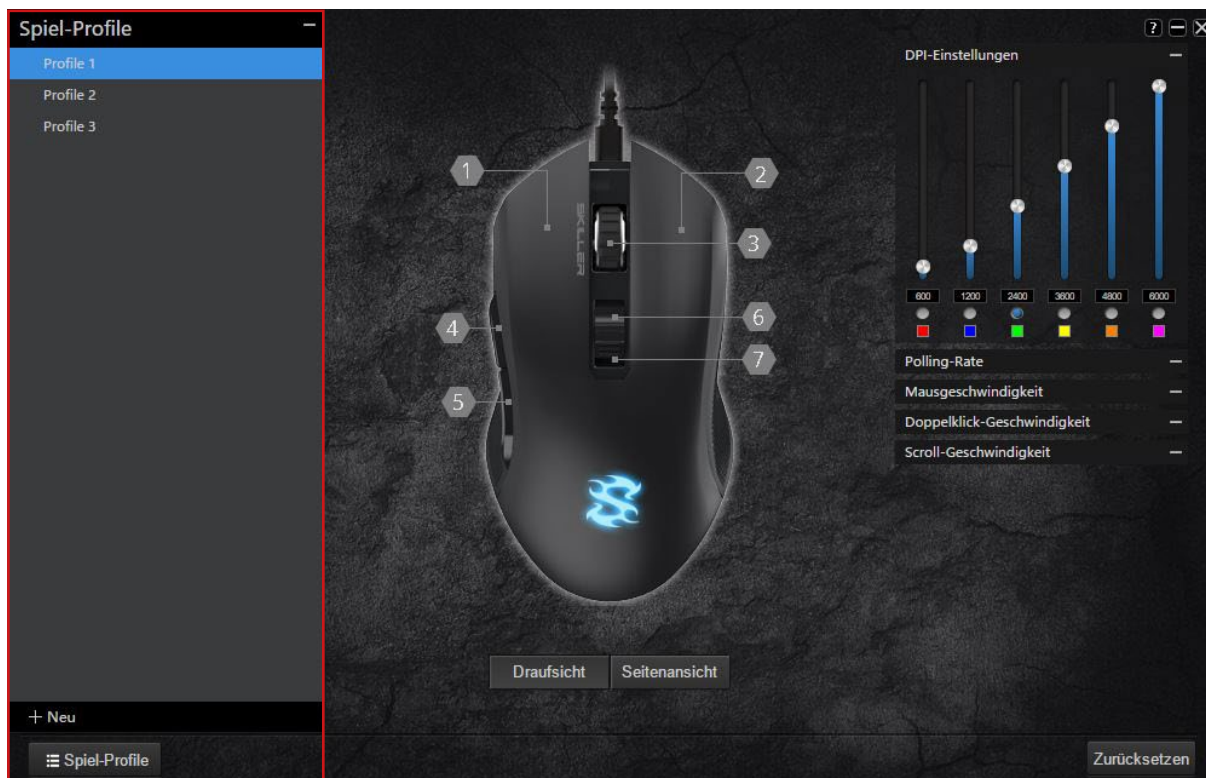 Spiel-Profile
Profile 1
Profile 2
Profile 3
+ Neu
Spiel-Profile
1
2
3
4
5
6
7
SKILLER
Draufsicht
Seitenansicht
?
DPI-Einstellungen
600 1200 2400 3600 4800 6000
Polling-Rate
Mausgeschwindigkeit
Doppelklick-Geschwindigkeit
Scroll-Geschwindigkeit
Zurücksetzen